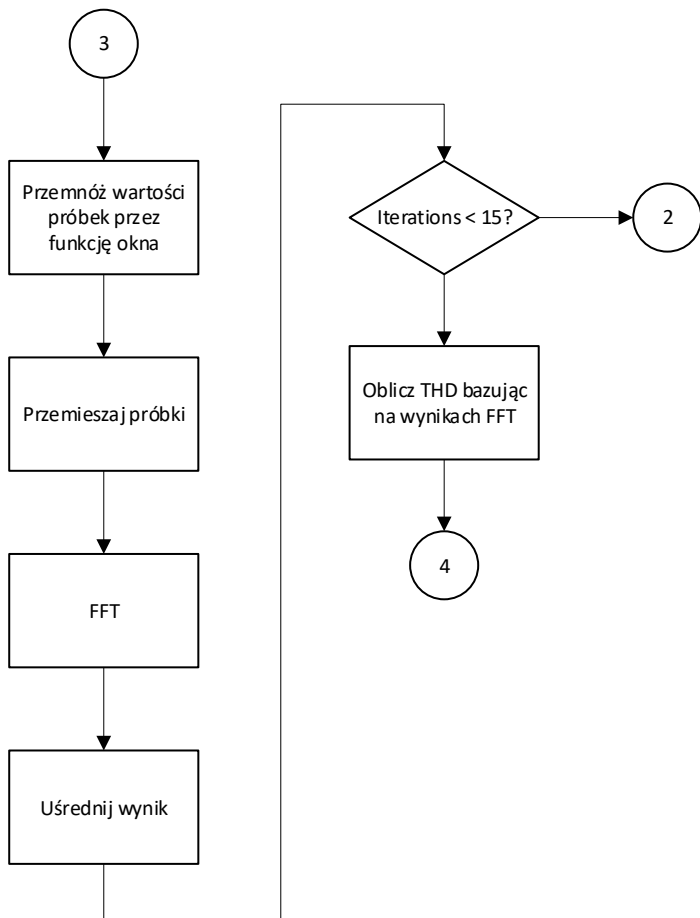 3
Przemnóż wartości
próbek przez
funkcję okna
Przemieszaj próbki
FFT
Uśrednij wynik
Iterations < 15?
2
Oblicz THD bazując
na wynikach FFT
4